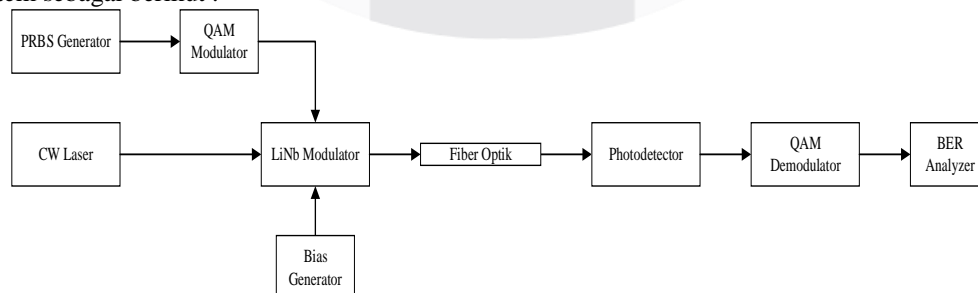 PRBS Generator
QAM
Modulator
CW Laser
LiNb Modulator
Fiber Optik
Photodetector
QAM
Demodulator
BER
Analyzer
Bias
Generator